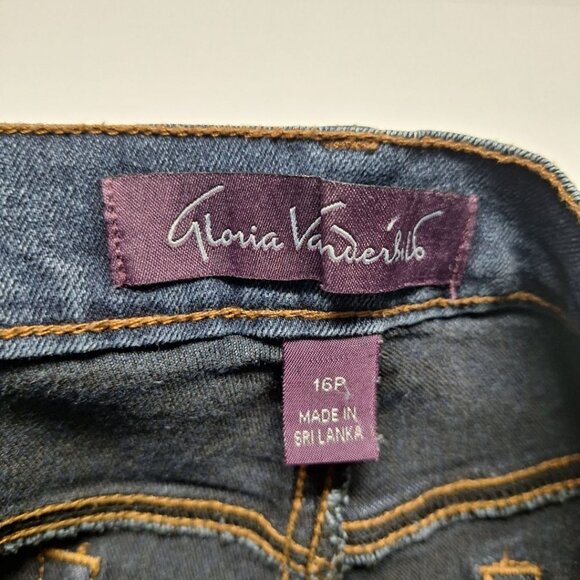 Gloria Vanderbilt
16P
MADE IN
SRI LANKA